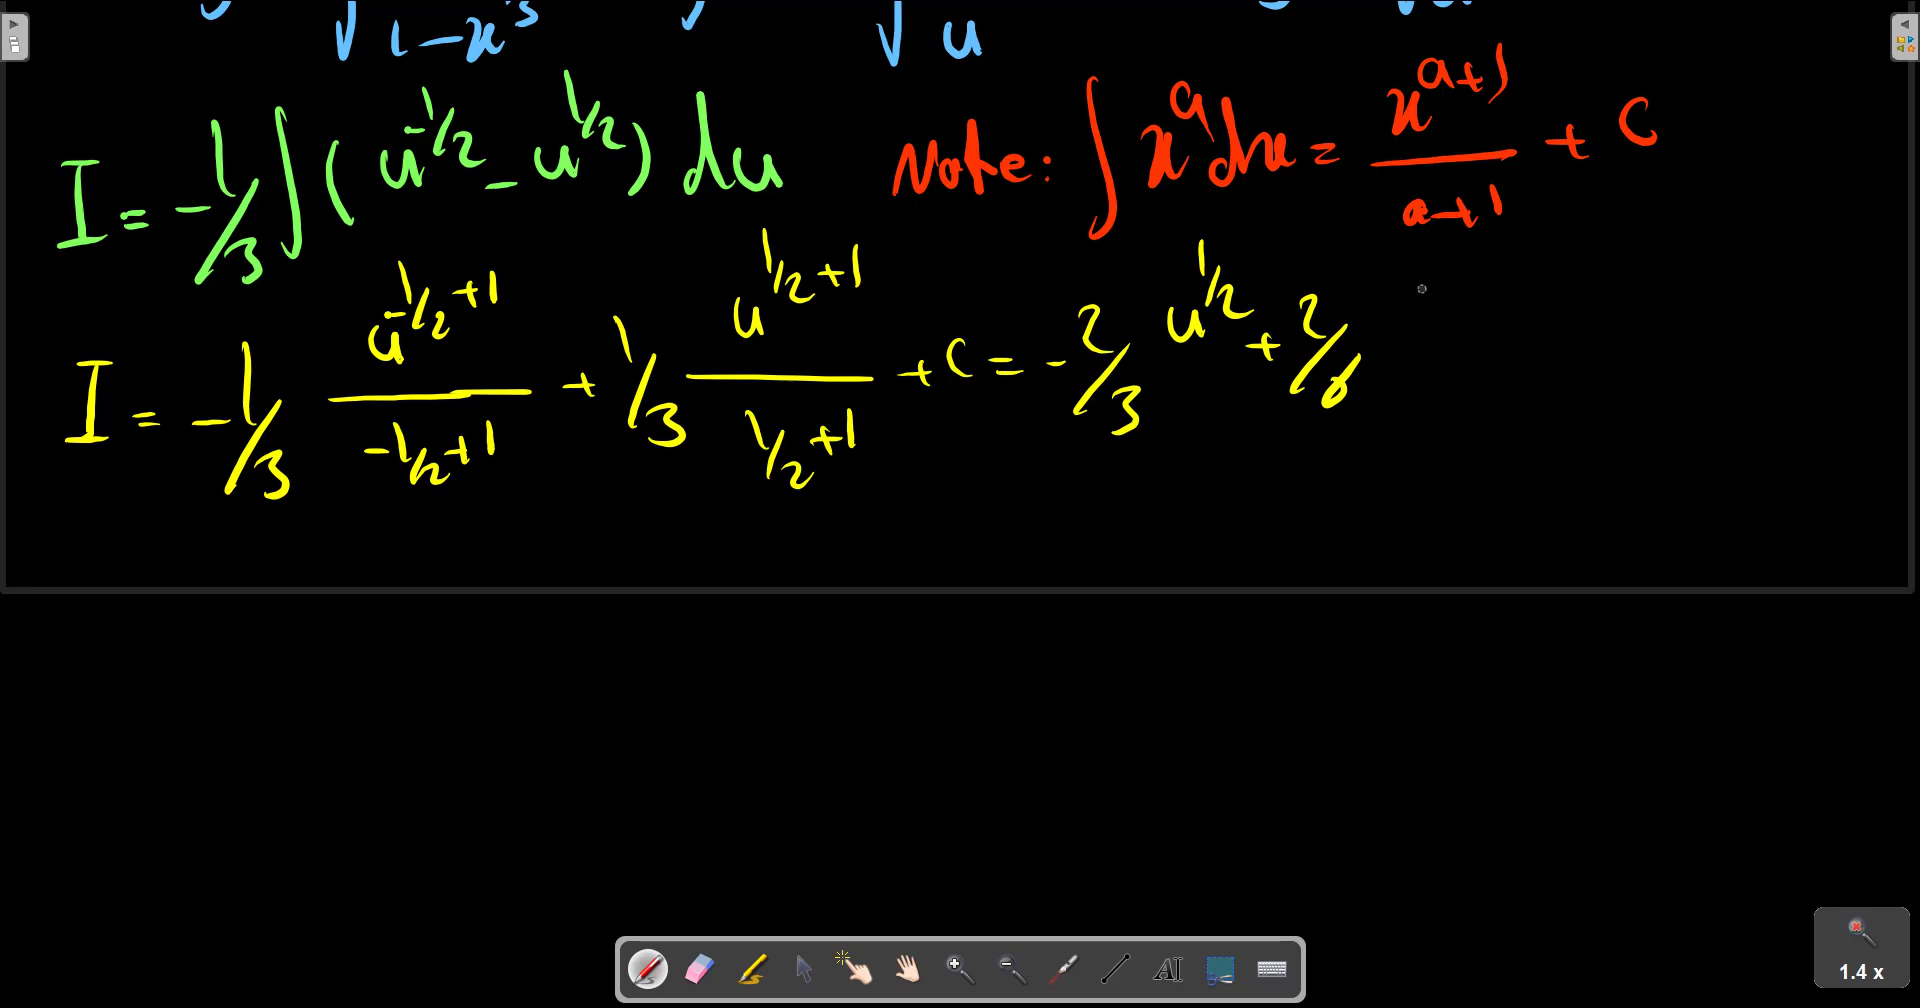 √1-x³ √u
I = -1/3 ∫ (u^-1/2 - u^1/2) du Note: ∫ x^a dx = x^a+1 / a+1 + C
I = -1/3 u^-1/2+1 / -1/2+1 + 1/3 u^1/2+1 / 1/2+1 + C = -2/3 u^1/2 + 2/6
AI
1.4 x